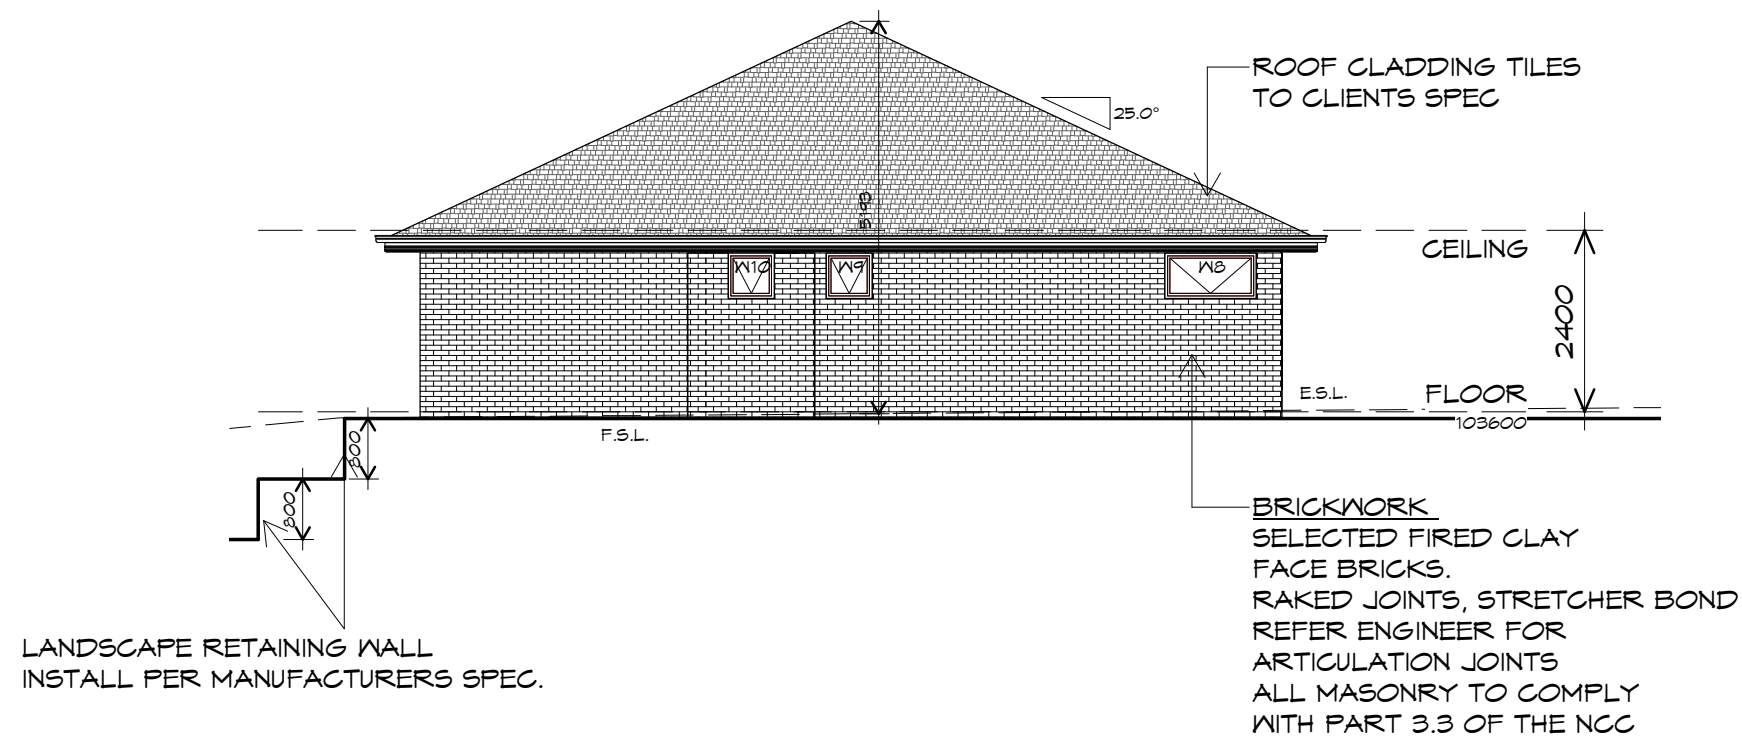 ROOF CLADDING TILES
TO CLIENTS SPEC
25.0°
5193
CEILING
W10
W9
W8
2400
E.S.L.
FLOOR
103600
F.S.L.
800
800
BRICKWORK
SELECTED FIRED CLAY
FACE BRICKS.
RAKED JOINTS, STRETCHER BOND
REFER ENGINEER FOR
ARTICULATION JOINTS
ALL MASONRY TO COMPLY
WITH PART 3.3 OF THE NCC
LANDSCAPE RETAINING WALL
INSTALL PER MANUFACTURERS SPEC.